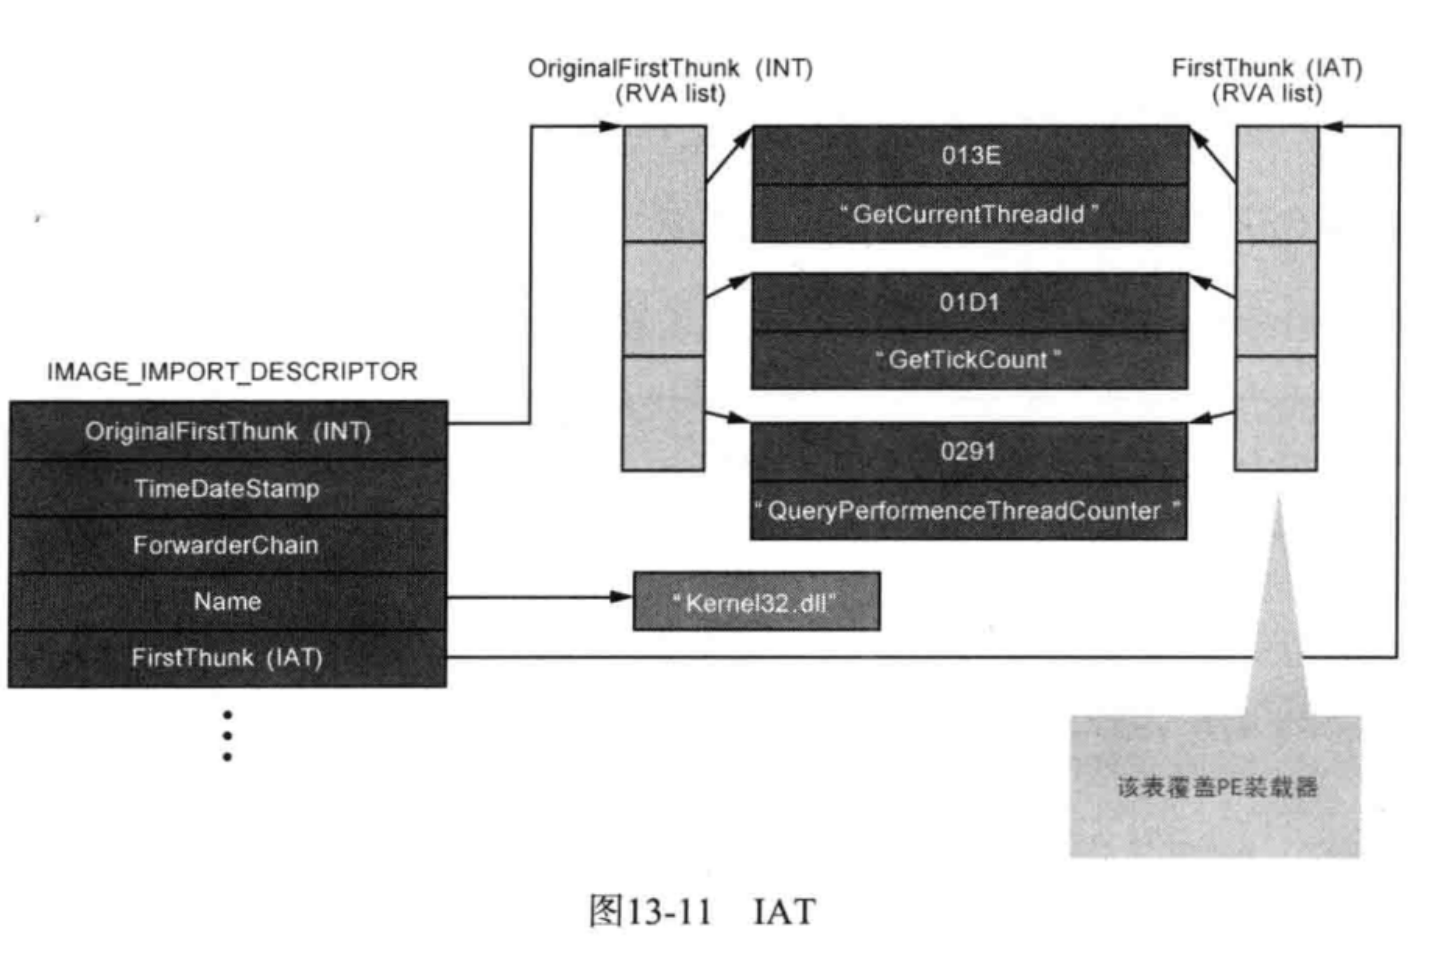 OriginalFirstThunk (INT)
(RVA list)
FirstThunk (IAT)
(RVA list)
013E
“GetCurrentThreadId”
01D1
“GetTickCount”
0291
“QueryPerformenceThreadCounter ”
IMAGE_IMPORT_DESCRIPTOR
OriginalFirstThunk (INT)
TimeDateStamp
ForwarderChain
Name
FirstThunk (IAT)
“Kernel32.dll”
该表覆盖PE装载器
图13-11 IAT